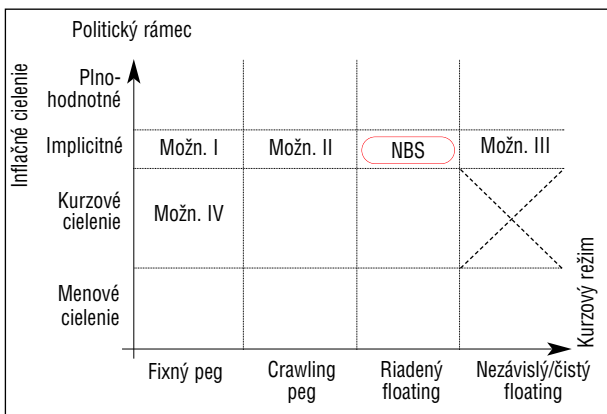 Politický rámec
Inflačné cielenie
Plno-
hodnotné
Implicitné
Možn. I
Možn. II
NBS
Možn. III
Kurzové
cielenie
Možn. IV
Menové
cielenie
Kurzový režim
Fixný peg
Crawling
peg
Riadený
floating
Nezávislý/čistý
floating